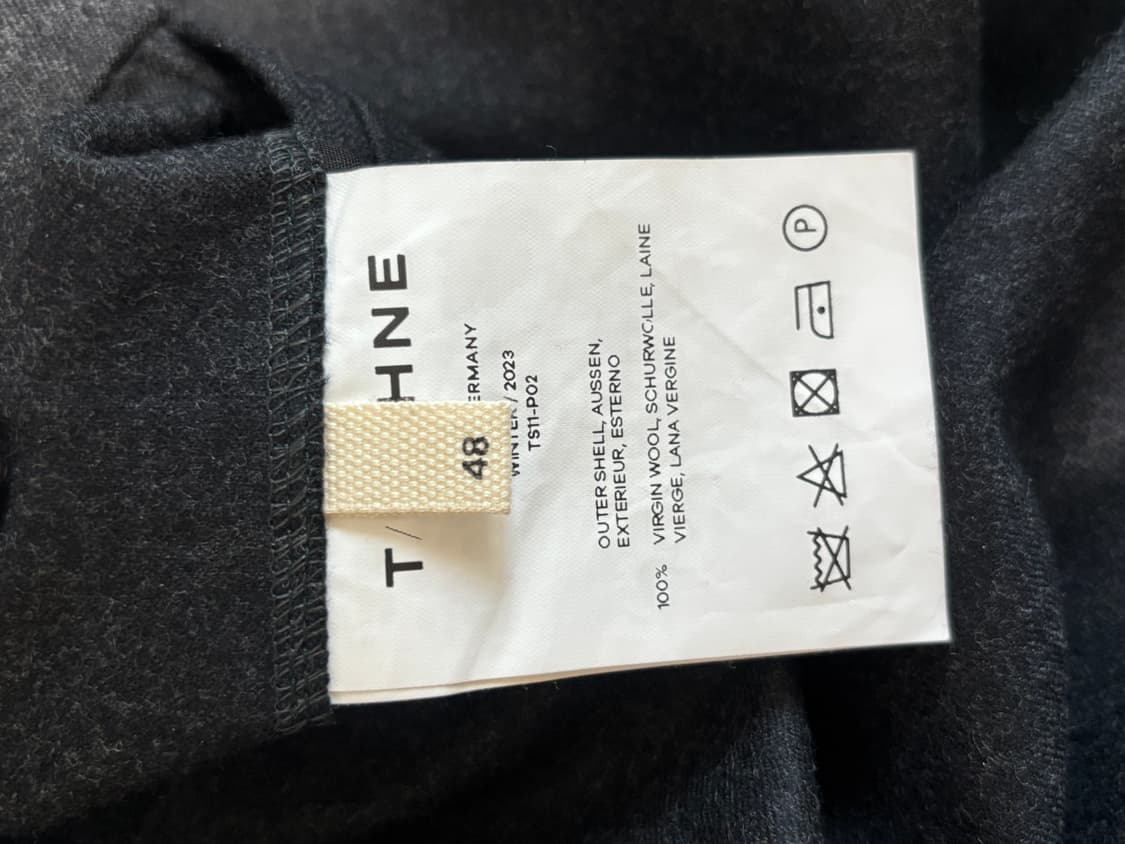 T / HNE
48
ERMANY
WINTER / 2023
TS11-P02
OUTER SHELL, AUSSEN,
EXTERIEUR, ESTERNO
100% VIRGIN WOOL, SCHURWOLLE, LAINE
VIERGE, LANA VERGINE
P